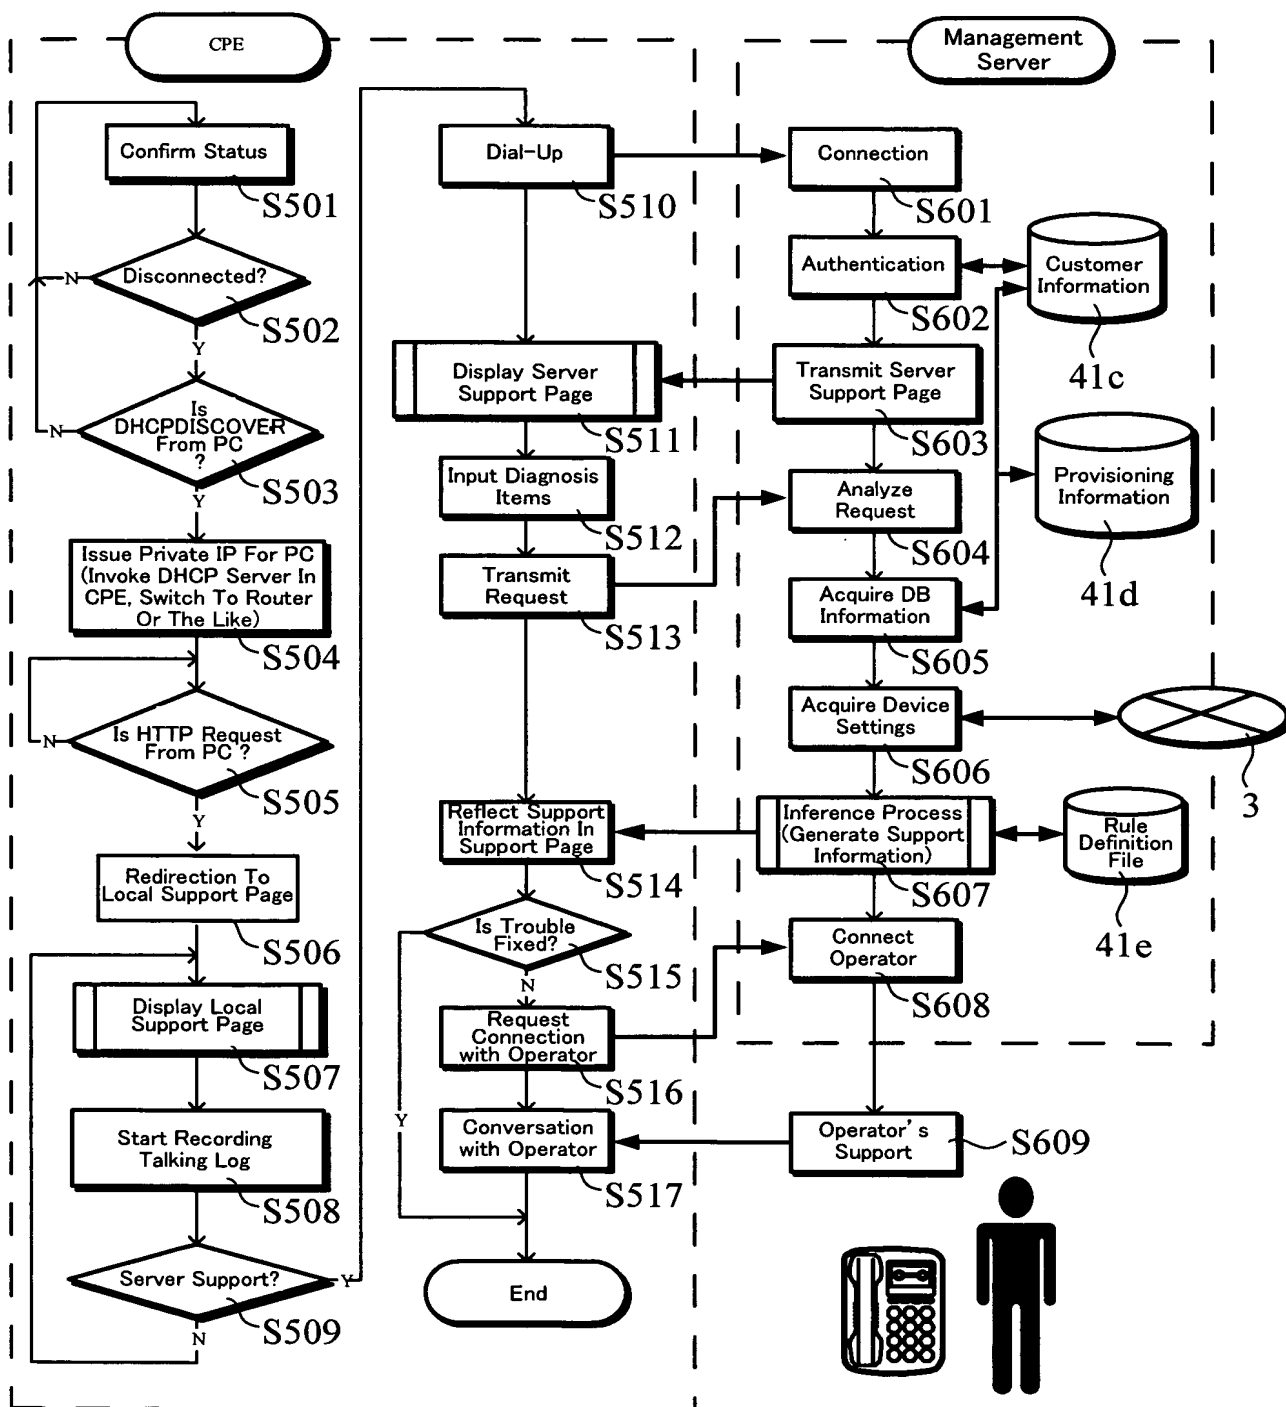 CPE
Confirm Status
S501
Disconnected?
N
S502
Y
Is
DHCPDISCOVER
From PC
?
N
S503
Y
Issue Private IP For PC
(Invoke DHCP Server In
CPE, Switch To Router
Or The Like)
S504
Is HTTP Request
From PC ?
N
S505
Y
Redirection To
Local Support Page
S506
Display Local
Support Page
S507
Start Recording
Talking Log
S508
Server Support?
Y
S509
N
Dial-Up
S510
Display Server
Support Page
S511
Input Diagnosis
Items
S512
Transmit
Request
S513
Reflect Support
Information In
Support Page
S514
Is Trouble
Fixed?
S515
N
Y
Request
Connection
with Operator
S516
Conversation
with Operator
S517
End
Management
Server
Connection
S601
Authentication
S602
Transmit Server
Support Page
S603
Analyze
Request
S604
Acquire DB
Information
S605
Acquire Device
Settings
S606
Inference Process
(Generate Support
Information)
S607
Connect
Operator
S608
Operator's
Support
S609
Customer
Information
41c
Provisioning
Information
41d
3
Rule
Definition
File
41e